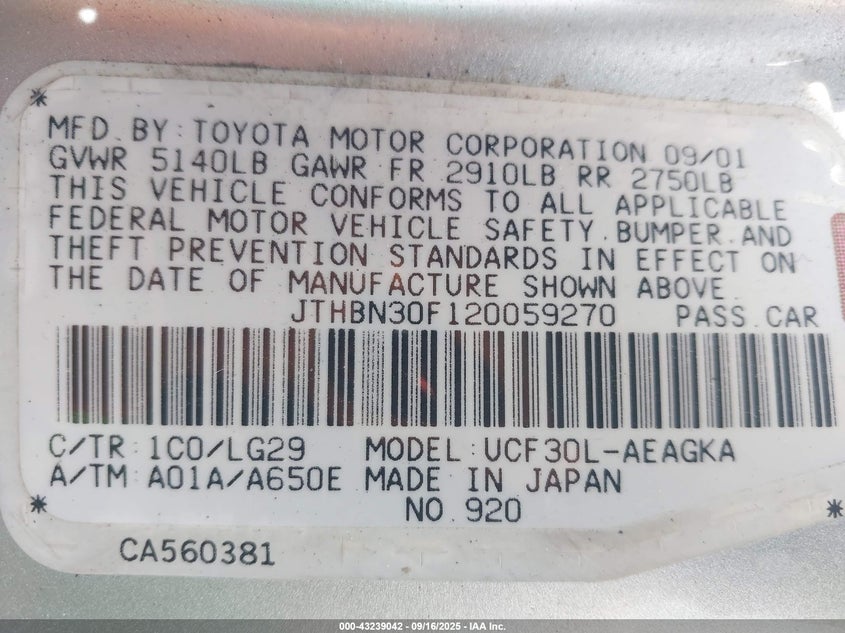 MFD. BY: TOYOTA MOTOR CORPORATION 09/01
GVWR 5140LB GAWR FR 2910LB RR 2750LB
THIS VEHICLE CONFORMS TO ALL APPLICABLE
FEDERAL MOTOR VEHICLE SAFETY, BUMPER, AND
THEFT PREVENTION STANDARDS IN EFFECT ON
THE DATE OF MANUFACTURE SHOWN ABOVE.
JTHBN30F120059270 PASS. CAR
C/TR: 1C0/LG29 MODEL: UCF30L-AEAGKA
A/TM: A01A/A650E MADE IN JAPAN
NO. 920
CA560381
000-43239042 - 09/16/2025 - IAA Inc.